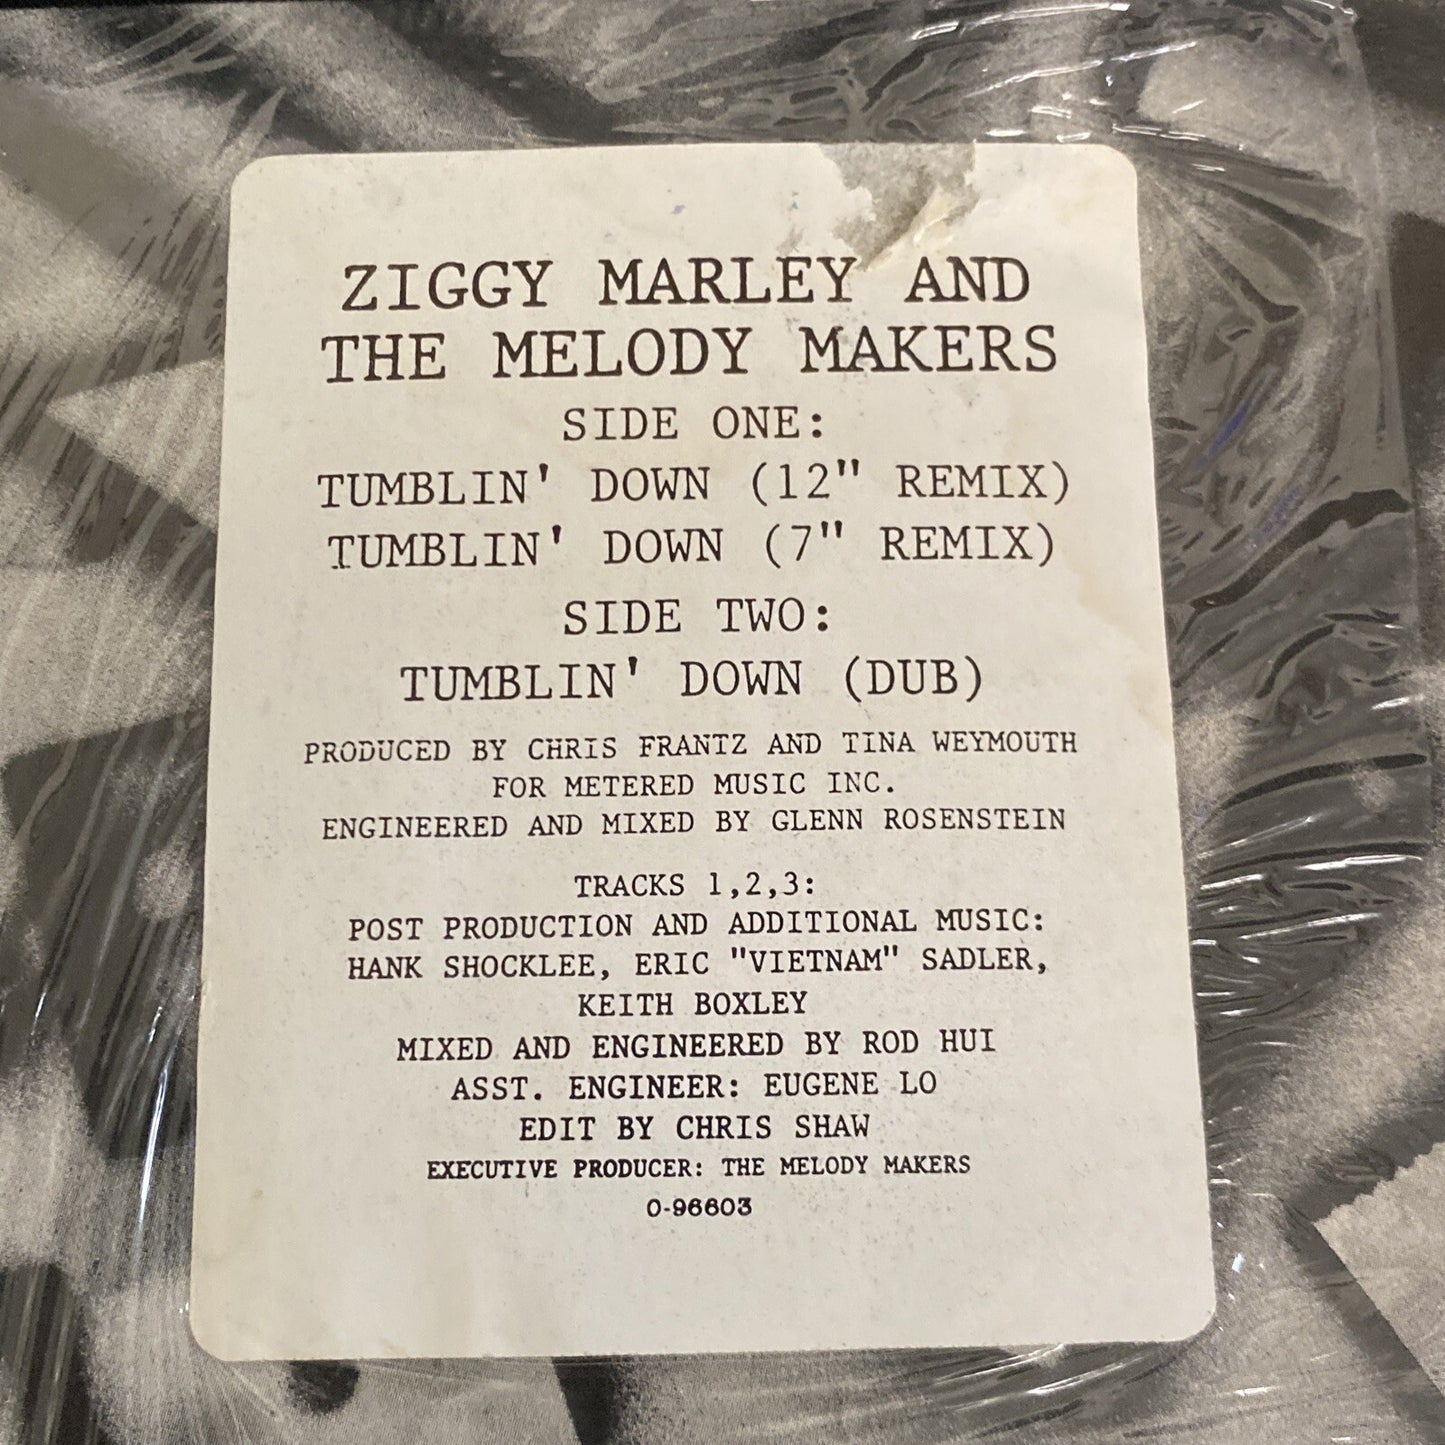 ZIGGY MARLEY AND
THE MELODY MAKERS
SIDE ONE:
TUMBLIN' DOWN (12" REMIX)
TUMBLIN' DOWN (7" REMIX)
SIDE TWO:
TUMBLIN' DOWN (DUB)
PRODUCED BY CHRIS FRANTZ AND TINA WEYMOUTH
FOR METERED MUSIC INC.
ENGINEERED AND MIXED BY GLENN ROSENSTEIN
TRACKS 1,2,3:
POST PRODUCTION AND ADDITIONAL MUSIC:
HANK SHOCKLEE, ERIC "VIETNAM" SADLER,
KEITH BOXLEY
MIXED AND ENGINEERED BY ROD HUI
ASST. ENGINEER: EUGENE LO
EDIT BY CHRIS SHAW
EXECUTIVE PRODUCER: THE MELODY MAKERS
0-96603